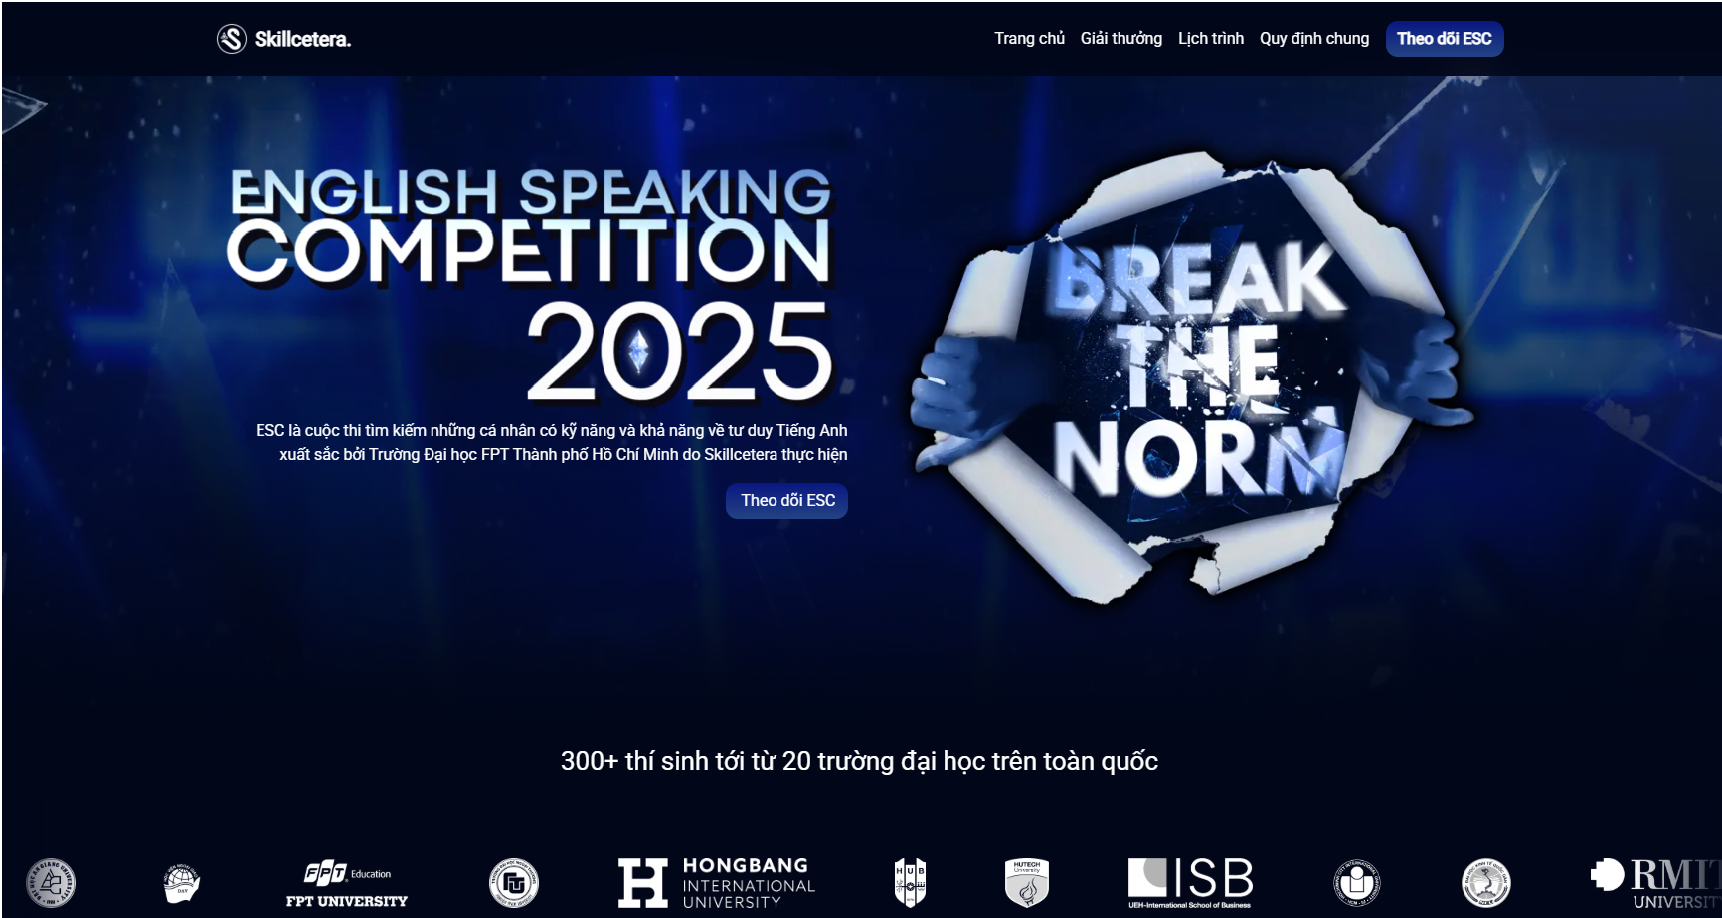 Skillcetera.
Trang chủ Giải thưởng Lịch trình Quy định chung Theo dõi ESC
ENGLISH SPEAKING
COMPETITION
2025
ESC là cuộc thi tìm kiếm những cá nhân có kỹ năng và khả năng về tư duy Tiếng Anh
xuất sắc bởi Trường Đại học FPT Thành phố Hồ Chí Minh do Skillcetera thực hiện
Theo dõi ESC
BREAK
THE
NORM
300+ thí sinh tới từ 20 trường đại học trên toàn quốc
DAV
FPT Education
FPT UNIVERSITY
HONGBANG
INTERNATIONAL
UNIVERSITY
HUB
HUTECH
University
ISB
UEH-International School of Business
RMIT
UNIVERSITY